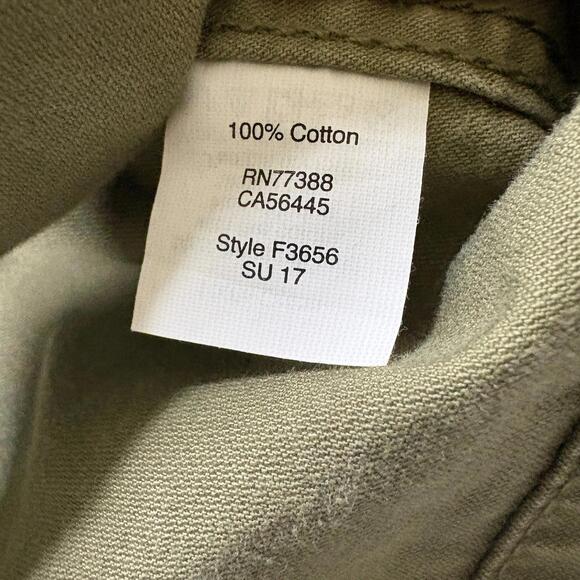 100% Cotton
RN77388
CA56445
Style F3656
SU 17